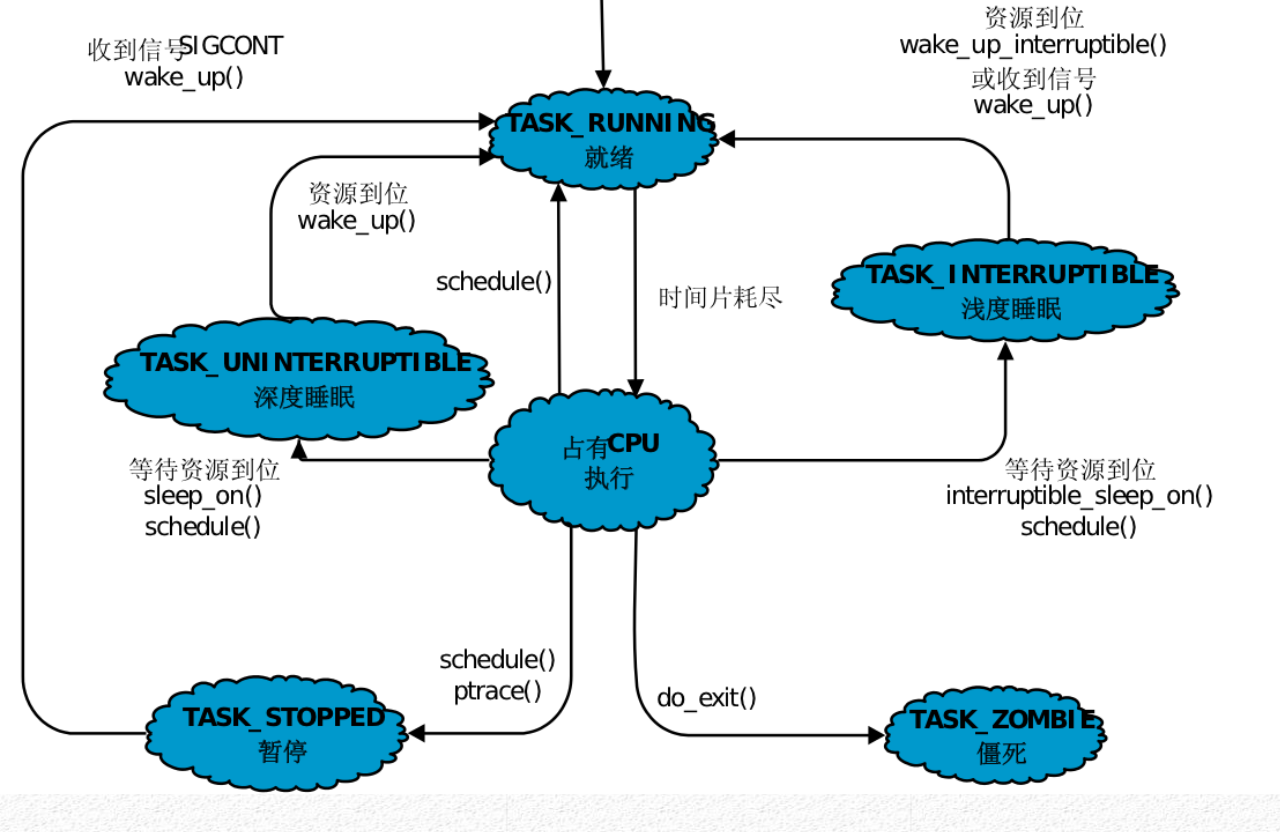 收到信号SIGCONT
wake_up()
资源到位
wake_up_interruptible()
或收到信号
wake_up()
TASK_RUNNING
就绪
资源到位
wake_up()
schedule()
时间片耗尽
TASK_INTERRUPTIBLE
浅度睡眠
TASK_UNINTERRUPTIBLE
深度睡眠
占有CPU
执行
等待资源到位
sleep_on()
schedule()
等待资源到位
interruptible_sleep_on()
schedule()
schedule()
ptrace()
do_exit()
TASK_STOPPED
暂停
TASK_ZOMBIE
僵死